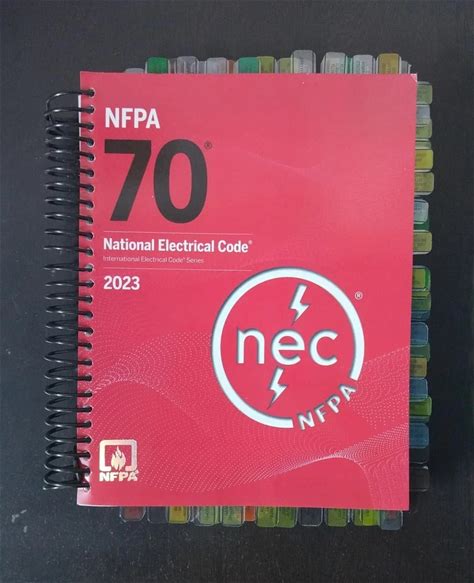 NFPA
70®
National Electrical Code®
International Electrical Code® Series
2023
nec®
NFPA
NFPA®